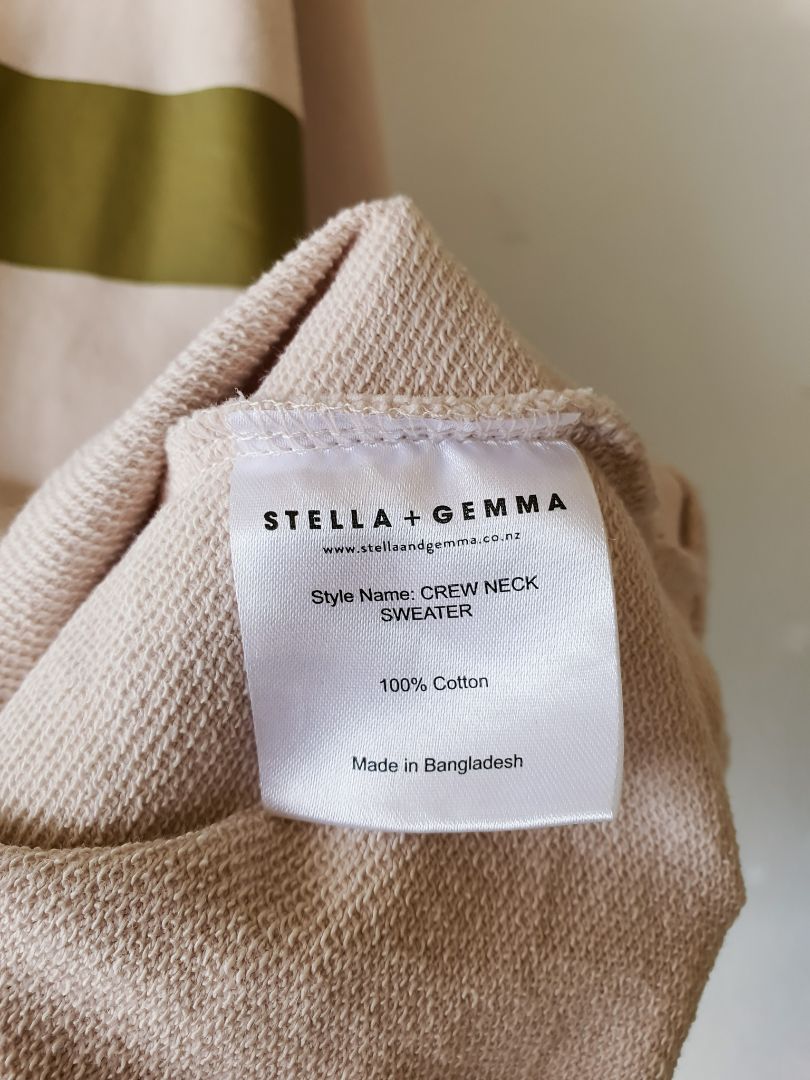 STELLA + GEMMA
www.stellaandgemma.co.nz
Style Name: CREW NECK
SWEATER
100% Cotton
Made in Bangladesh